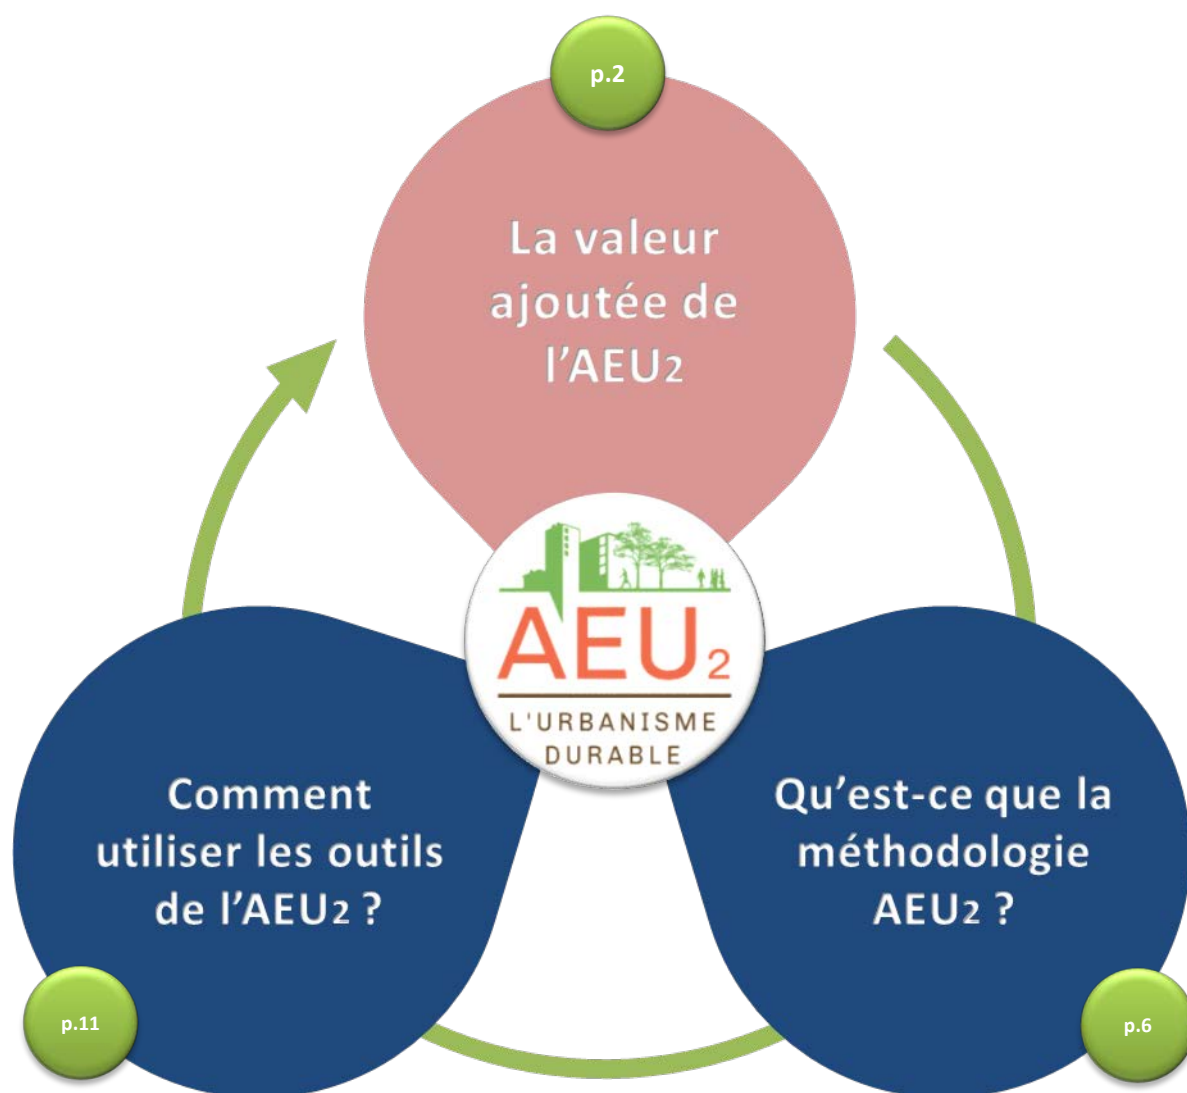 p.2
La valeur
ajoutée de
l'AEU2
AEU2
L'URBANISME
DURABLE
Comment
utiliser les outils
de l'AEU2 ?
p.11
Qu'est-ce que la
méthodologie
AEU2 ?
p.6